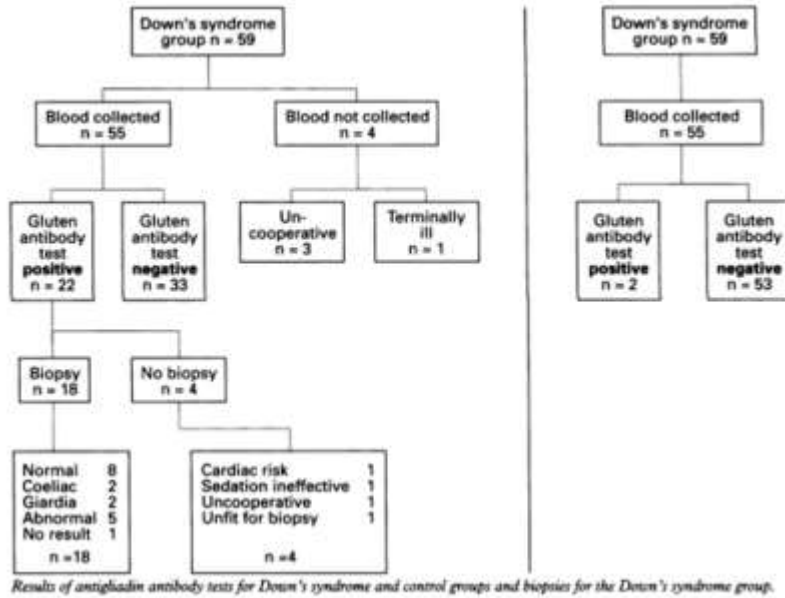 Down's syndrome
group n = 59
Blood collected
n = 55
Blood not collected
n = 4
Gluten
antibody
test
positive
n = 22
Gluten
antibody
test
negative
n = 33
Un-
cooperative
n = 3
Terminally
ill
n = 1
Biopsy
n = 18
No biopsy
n = 4
Normal 8
Coeliac 2
Giardia 2
Abnormal 5
No result 1
n =18
Cardiac risk 1
Sedation ineffective 1
Uncooperative 1
Unfit for biopsy 1
n =4
Down's syndrome
group n = 59
Blood collected
n = 55
Gluten
antibody
test
positive
n = 2
Gluten
antibody
test
negative
n = 53
Results of antigliadin antibody tests for Down's syndrome and control groups and biopsies for the Down's syndrome group.